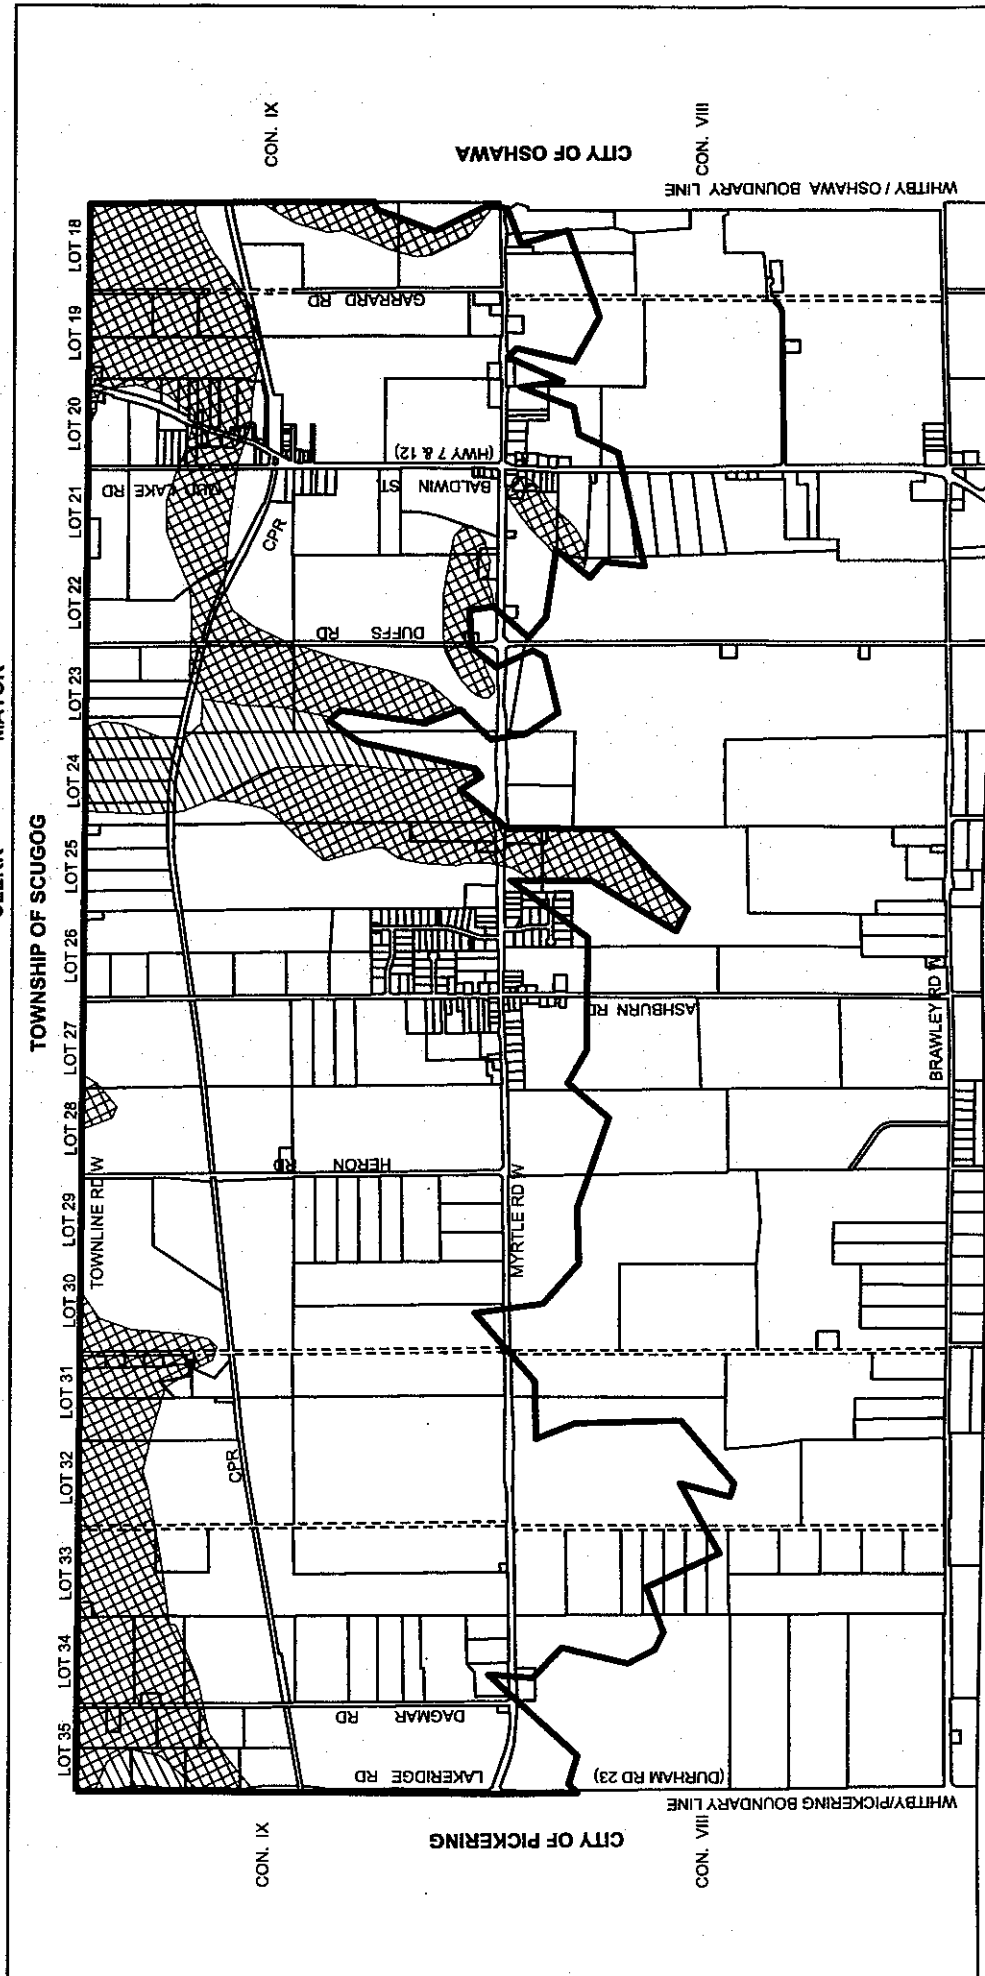 TOWNSHIP OF SCUGOG
LOT 35
LOT 34
LOT 33
LOT 32
LOT 31
LOT 30
LOT 29
LOT 28
LOT 27
LOT 26
LOT 25
LOT 24
LOT 23
LOT 22
LOT 21
LOT 20
LOT 19
LOT 18
CON. IX
CITY OF PICKERING
CON. VIII
WHITBY/PICKERING BOUNDARY LINE
LAKERIDGE RD
(DURHAM RD 23)
DAGMAR RD
CPR
TOWNLINE RD W
HERON RD
MYRTLE RD W
ASHBURN RD
BRAWLEY RD W
DUFFS RD
CPR
MUD LAKE RD
BALDWIN ST
(HWY 7 & 12)
GARRARD RD
CON. IX
CITY OF OSHAWA
CON. VIII
WHITBY / OSHAWA BOUNDARY LINE